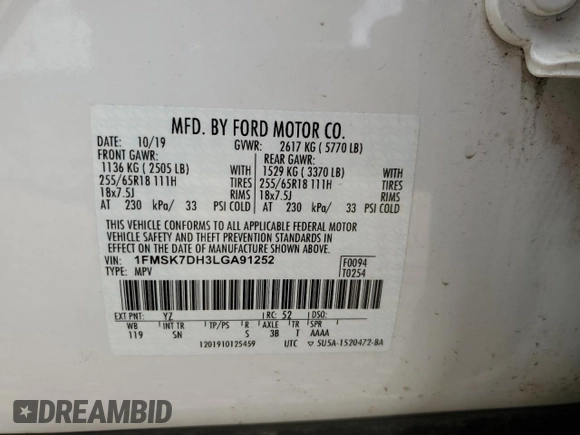 MFD. BY FORD MOTOR CO.
DATE: 10/19 GVWR: 2617 KG ( 5770 LB)
FRONT GAWR: REAR GAWR:
1136 KG ( 2505 LB) WITH 1529 KG ( 3370 LB) WITH
255/65R18 111H TIRES 255/65R18 111H TIRES
18x7.5J RIMS 18x7.5J RIMS
AT 230 kPa/ 33 PSI COLD AT 230 kPa/ 33 PSI COLD
THIS VEHICLE CONFORMS TO ALL APPLICABLE FEDERAL MOTOR
VEHICLE SAFETY AND THEFT PREVENTION STANDARDS IN
EFFECT ON THE DATE OF MANUFACTURE SHOWN ABOVE.
VIN: 1FMSK7DH3LGA91252 F0094
TYPE: MPV T0254
EXT PNT: YZ RC: 52 DSO:
WB INT TR TP/PS R AXLE TR SPR
119 SN S 3B T AAAA
1201910125459 UTC ▽ SU5A-1520472-BA
DREAMBID